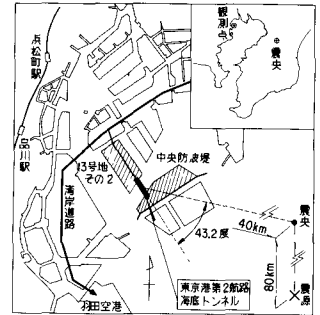 観測点
震央
浜松町駅
品川駅
13号地
その2
中央防波堤
湾岸道路
43.2度
40km
震央
80km
震源
東京港第2航路
海底トンネル
羽田空港